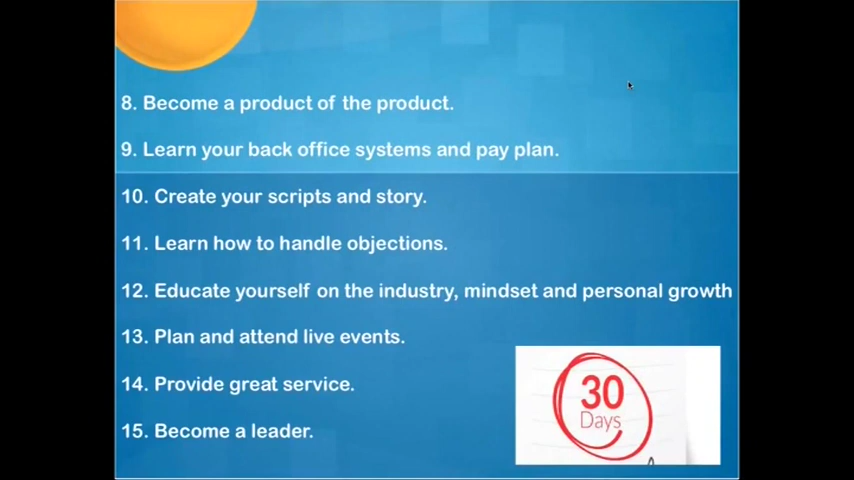 8. Become a product of the product.
9. Learn your back office systems and pay plan.
10. Create your scripts and story.
11. Learn how to handle objections.
12. Educate yourself on the industry, mindset and personal growth
13. Plan and attend live events.
14. Provide great service.
15. Become a leader.
30
Days